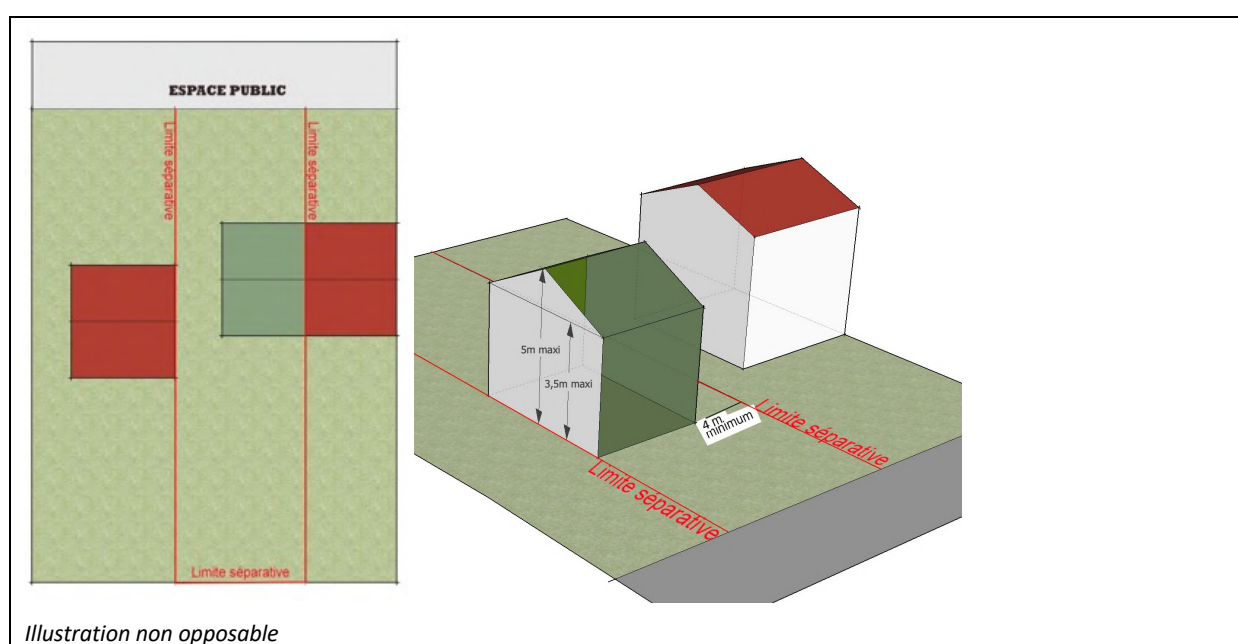 ESPACE PUBLIC
Limite séparative
Limite séparative
Limite séparative
5m maxi
3,5m maxi
4 m.
minimum
Limite séparative
Limite séparative
Illustration non opposable